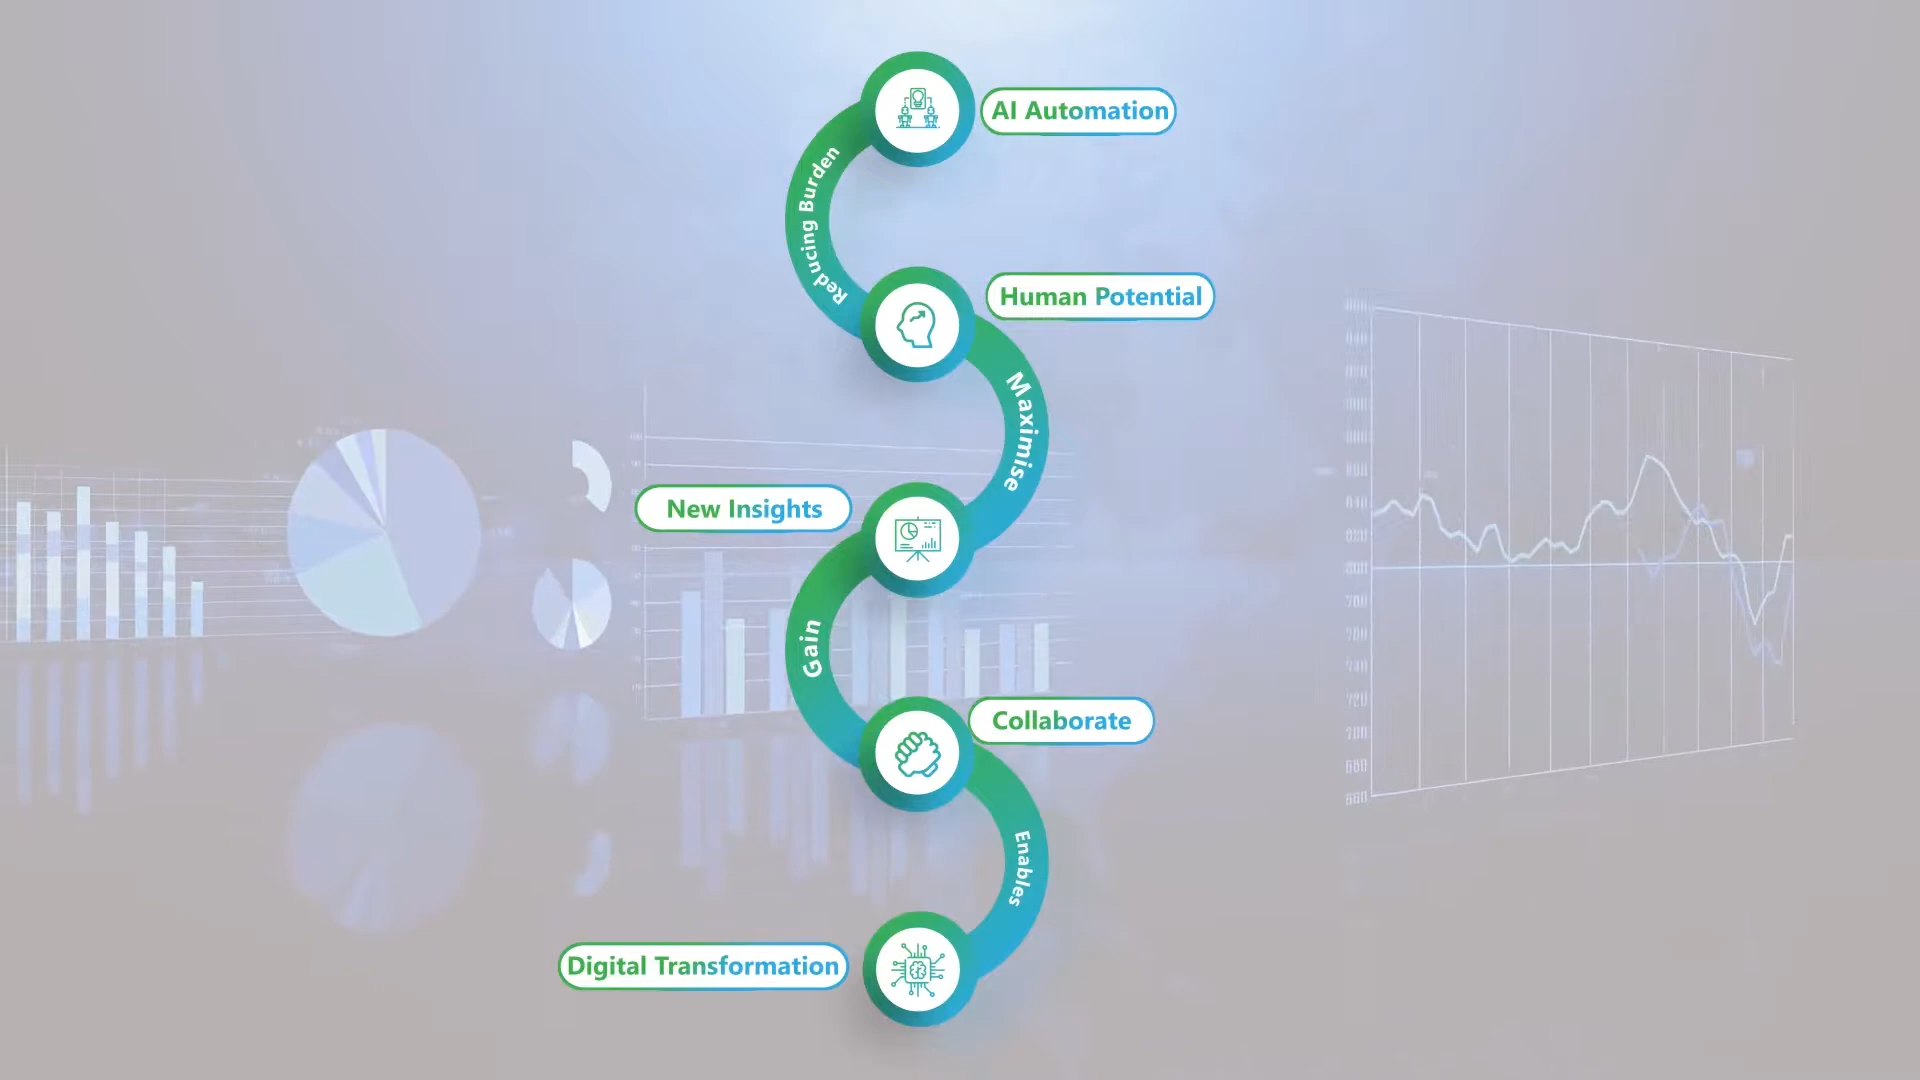 AI Automation
Reducing Burden
Human Potential
Maximise
New Insights
Gain
Collaborate
Enables
Digital Transformation